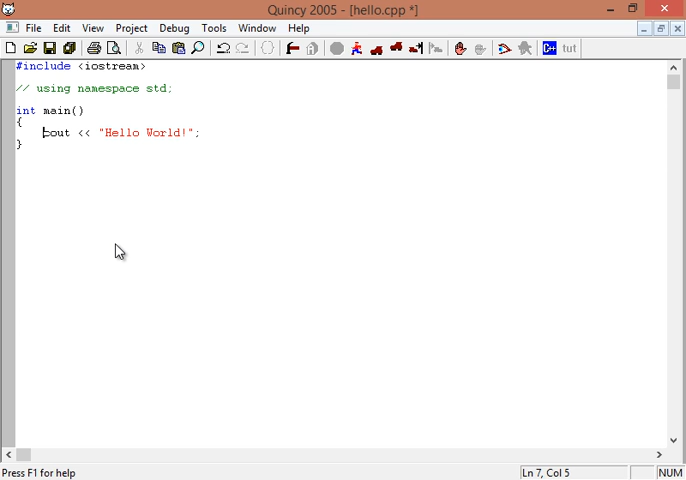 Quincy 2005 - [hello.cpp *]
File Edit View Project Debug Tools Window Help
C++ tut
#include <iostream>
// using namespace std;
int main()
{
cout << "Hello World!";
}
Press F1 for help Ln 7, Col 5 NUM